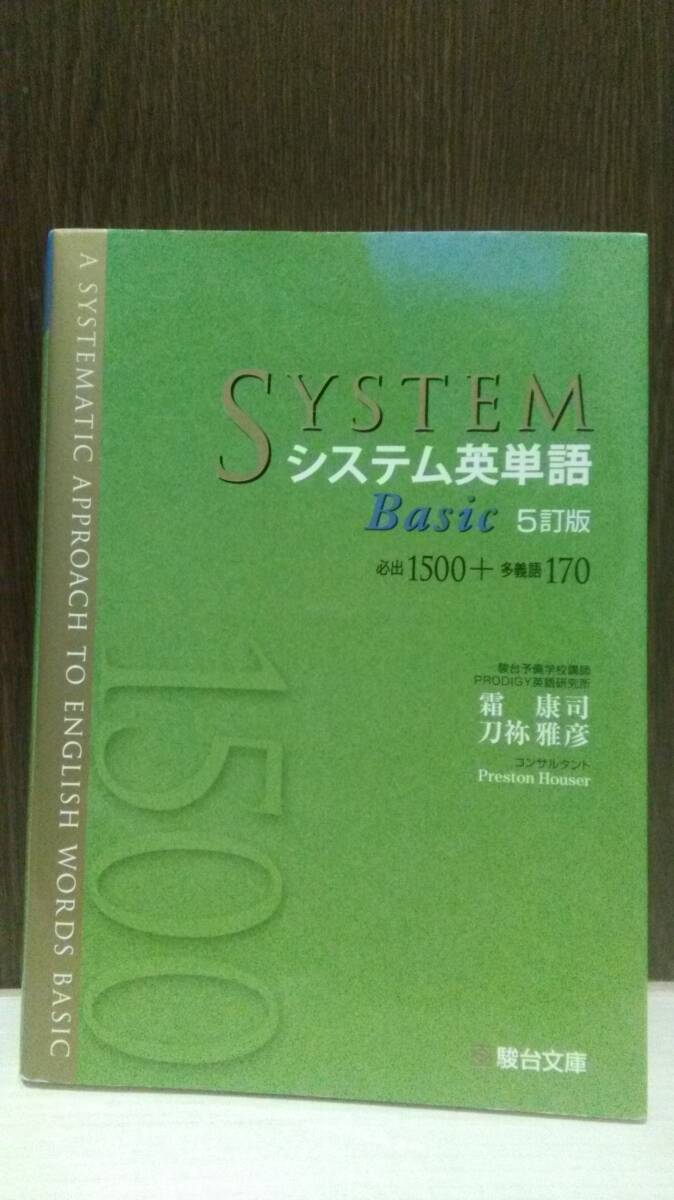 A SYSTEMATIC APPROACH TO ENGLISH WORDS BASIC
SYSTEM
システム英単語
Basic 5訂版
必出1500+多義語170
駿台予備学校講師
PRODIGY英語研究所
霜 康司
刀祢 雅彦
コンサルタント
Preston Houser
1500
駿台文庫